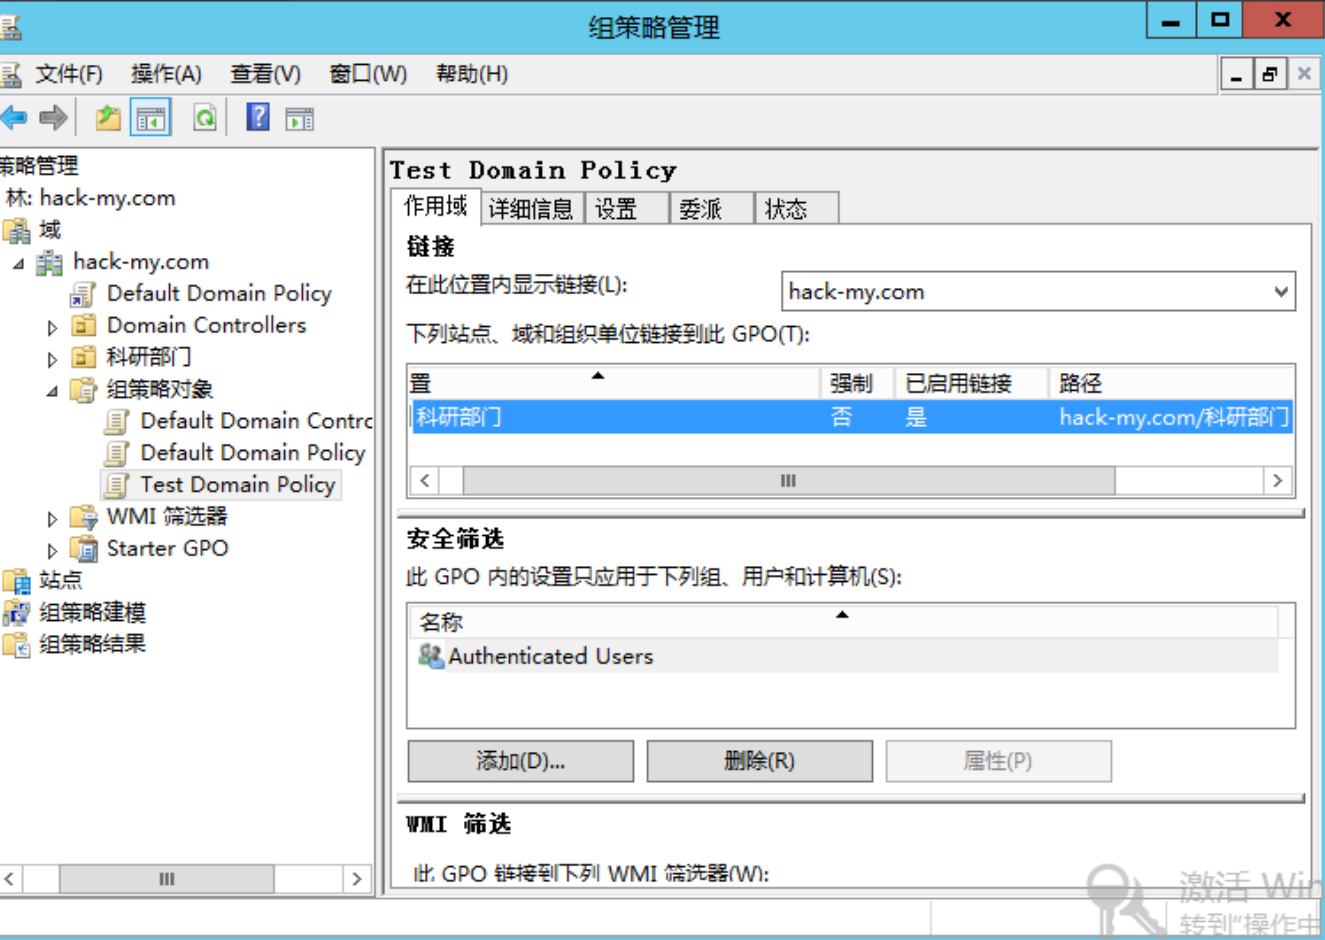 组策略管理
文件(F) 操作(A) 查看(V) 窗口(W) 帮助(H)
策略管理
林: hack-my.com
域
hack-my.com
Default Domain Policy
Domain Controllers
科研部门
组策略对象
Default Domain Contrc
Default Domain Policy
Test Domain Policy
WMI 筛选器
Starter GPO
站点
组策略建模
组策略结果
Test Domain Policy
作用域 详细信息 设置 委派 状态
链接
在此位置内显示链接(L):
hack-my.com
下列站点、域和组织单位链接到此 GPO(T):
置 强制 已启用链接 路径
科研部门 否 是 hack-my.com/科研部门
安全筛选
此 GPO 内的设置只应用于下列组、用户和计算机(S):
名称
Authenticated Users
添加(D)... 删除(R) 属性(P)
WMI 筛选
此 GPO 链接到下列 WMI 筛选器(W):
激活 Win
转到"操作中